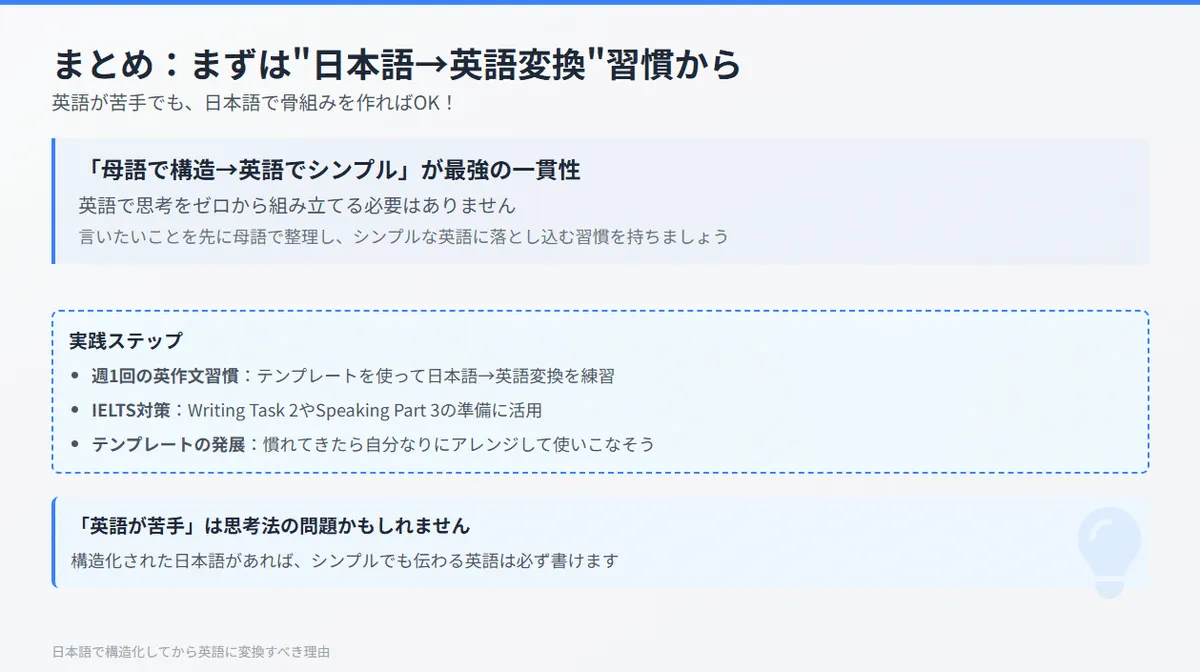 まとめ：まずは"日本語→英語変換"習慣から
英語が苦手でも、日本語で骨組みを作ればOK！
「母語で構造→英語でシンプル」が最強の一貫性
英語で思考をゼロから組み立てる必要はありません
言いたいことを先に母語で整理し、シンプルな英語に落とし込む習慣を持ちましょう
実践ステップ
• 週1回の英作文習慣：テンプレートを使って日本語→英語変換を練習
• IELTS対策：Writing Task 2やSpeaking Part 3の準備に活用
• テンプレートの発展：慣れてきたら自分なりにアレンジして使いこなそう
「英語が苦手」は思考法の問題かもしれません
構造化された日本語があれば、シンプルでも伝わる英語は必ず書けます
日本語で構造化してから英語に変換すべき理由